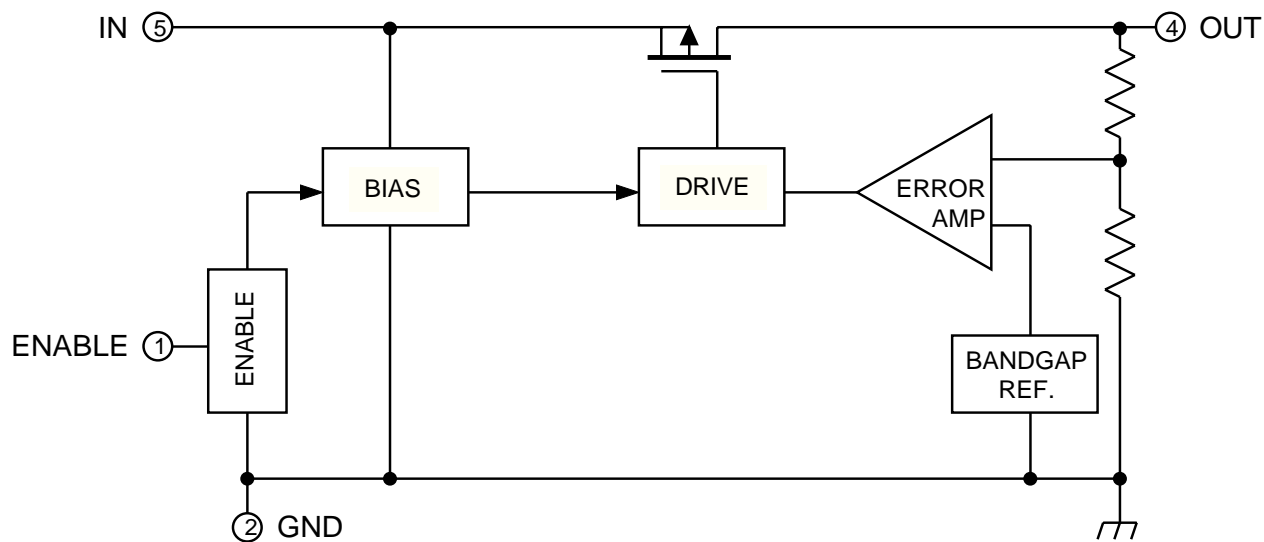 IN 5
4 OUT
BIAS
DRIVE
ERROR
AMP
ENABLE
ENABLE 1
BANDGAP
REF.
2 GND